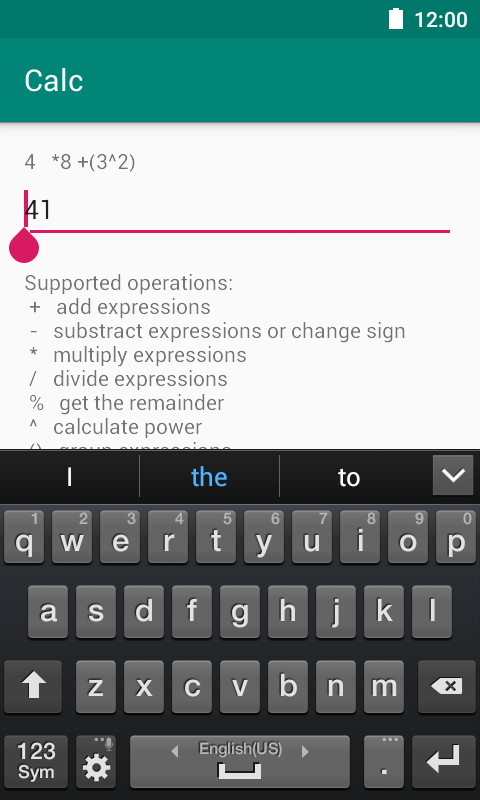 12:00
Calc
4 *8 +(3^2)
41
Supported operations:
+ add expressions
- substract expressions or change sign
* multiply expressions
/ divide expressions
% get the remainder
^ calculate power
() group expressions
I the to
1 2 3 4 5 6 7 8 9 0
q w e r t y u i o p
a s d f g h j k l
z x c v b n m
123 Sym English(US) .